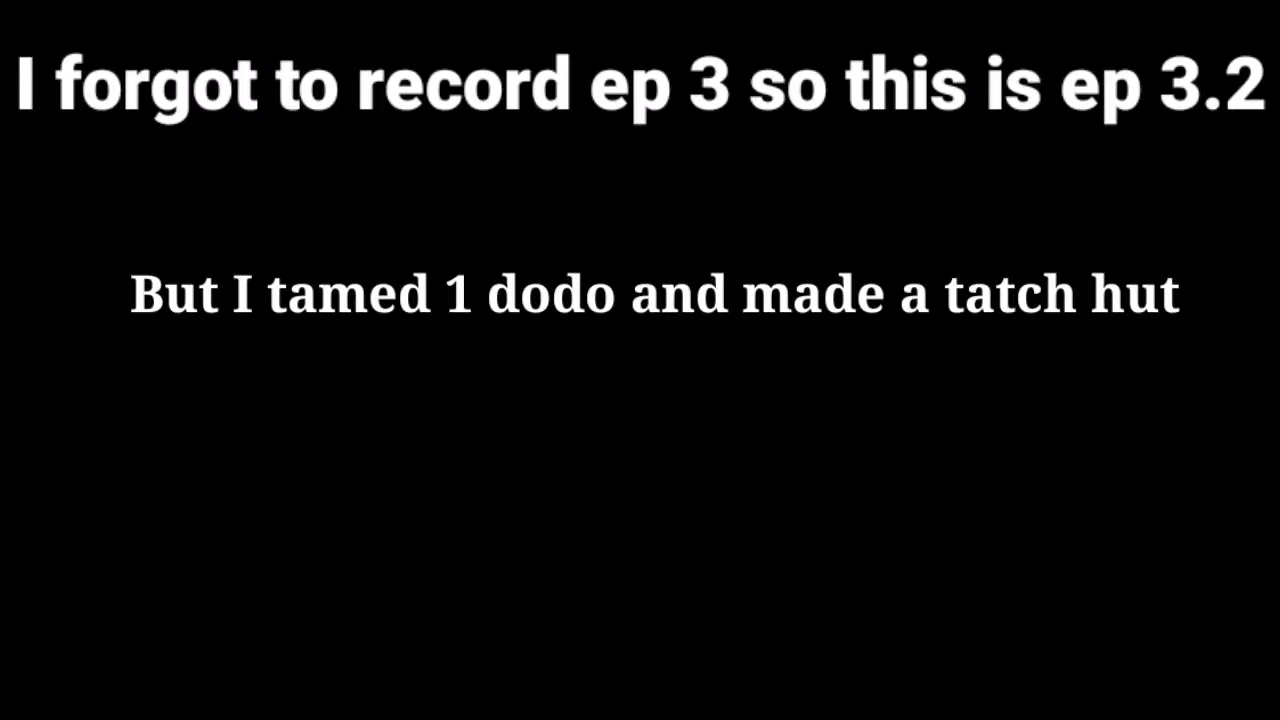 I forgot to record ep 3 so this is ep 3.2
But I tamed 1 dodo and made a tatch hut